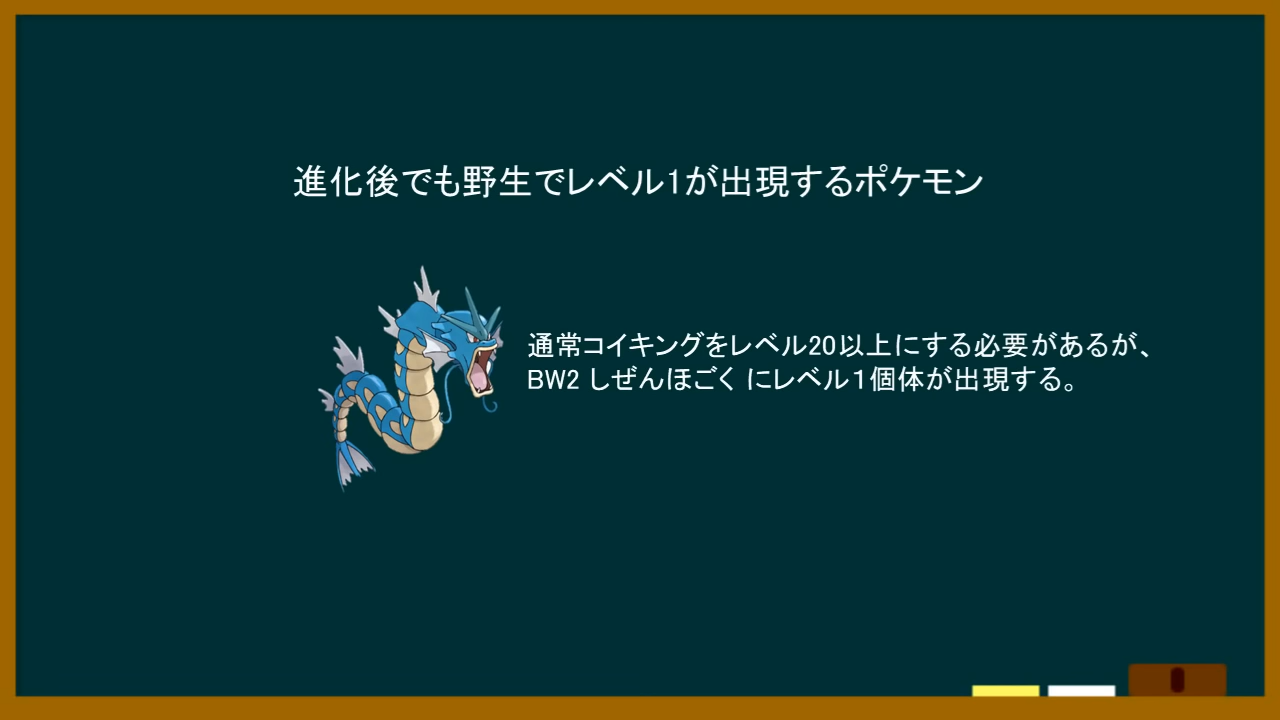 進化後でも野生でレベル1が出現するポケモン
通常コイキングをレベル20以上にする必要があるが、
BW2 しぜんほごく にレベル１個体が出現する。